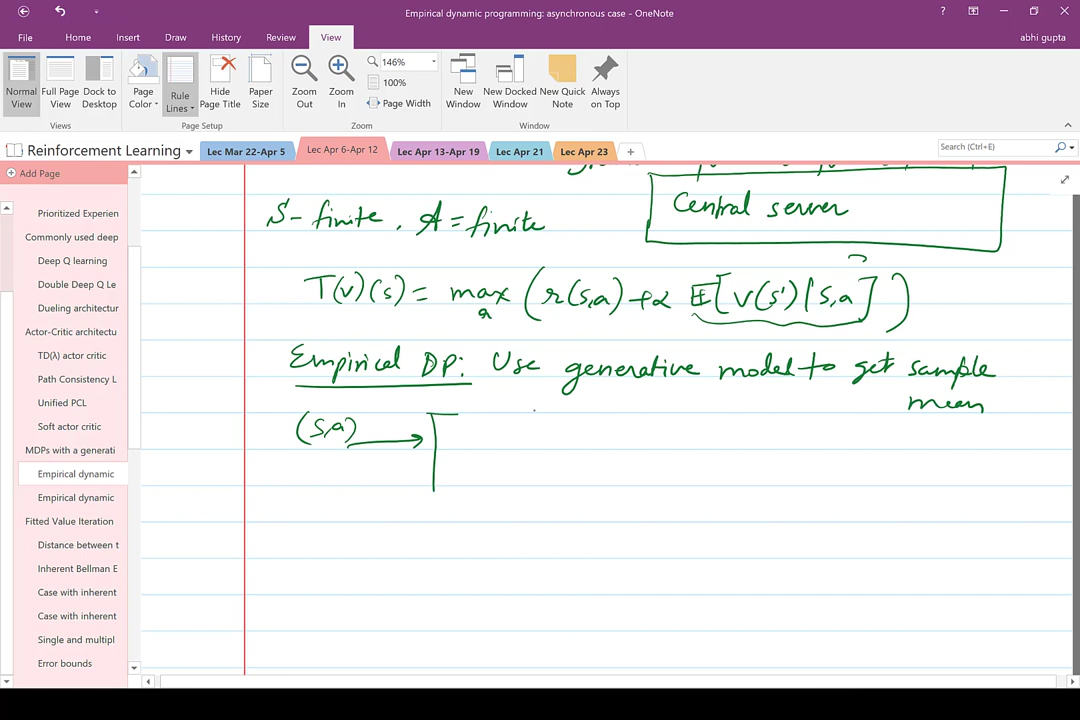 Empirical dynamic programming: asynchronous case - OneNote
File Home Insert Draw History Review View
abhi gupta
Normal View
Full Page View
Dock to Desktop
Page Color
Rule Lines
Hide Page Title
Paper Size
Zoom Out
Zoom In
146%
100%
Page Width
New Window
New Docked Window
New Quick Note
Always on Top
Views Page Setup Zoom Window
Reinforcement Learning
Lec Mar 22-Apr 5
Lec Apr 6-Apr 12
Lec Apr 13-Apr 19
Lec Apr 21
Lec Apr 23
Search (Ctrl+E)
Add Page
Prioritized Experien
Commonly used deep
Deep Q learning
Double Deep Q Le
Dueling architectur
Actor-Critic architectu
TD(λ) actor critic
Path Consistency L
Unified PCL
Soft actor critic
MDPs with a generati
Empirical dynamic
Empirical dynamic
Fitted Value Iteration
Distance between t
Inherent Bellman E
Case with inherent
Case with inherent
Single and multipl
Error bounds
Central server
S - finite, A = finite
T(v)(s) = max_a (r(s,a) + α E[v(s') | s,a])
Empirical DP: Use generative model to get sample
mean
(s,a) →